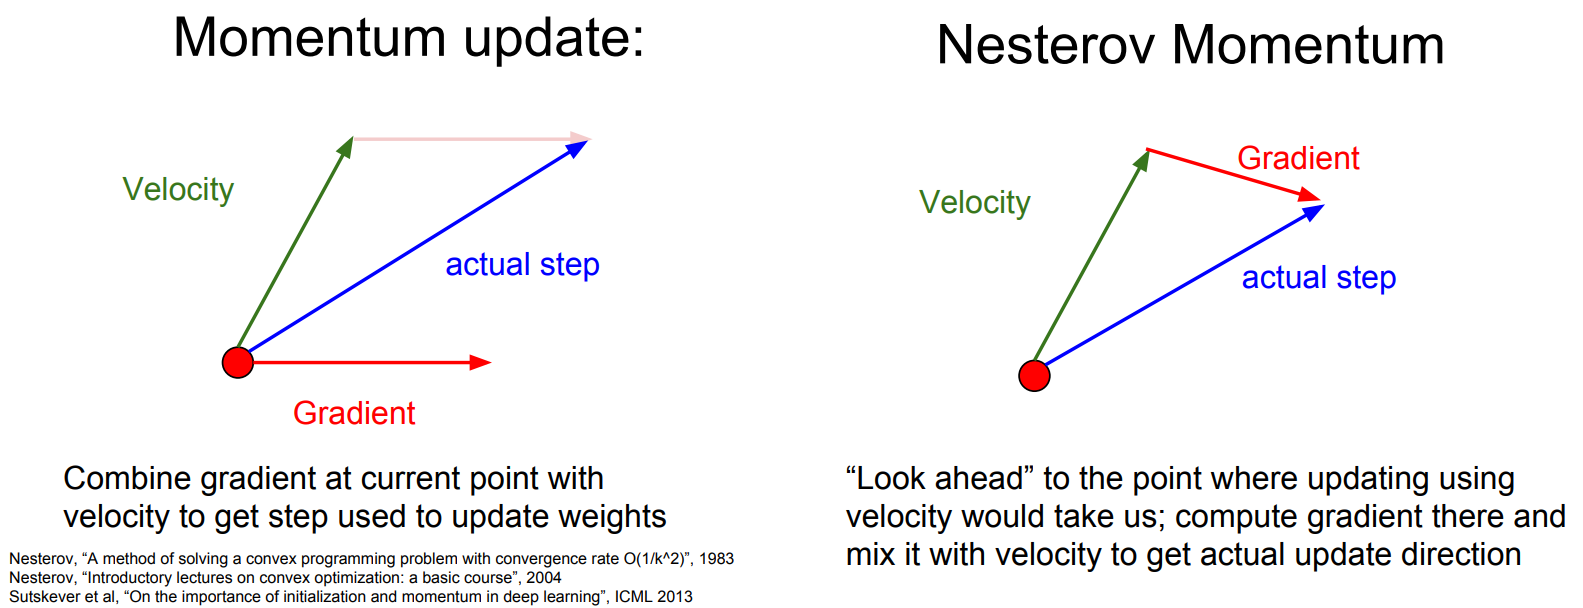 Momentum update:
Velocity
actual step
Gradient
Combine gradient at current point with
velocity to get step used to update weights
Nesterov, “A method of solving a convex programming problem with convergence rate O(1/k^2)”, 1983
Nesterov, “Introductory lectures on convex optimization: a basic course”, 2004
Sutskever et al, “On the importance of initialization and momentum in deep learning”, ICML 2013
Nesterov Momentum
Gradient
Velocity
actual step
“Look ahead” to the point where updating using
velocity would take us; compute gradient there and
mix it with velocity to get actual update direction